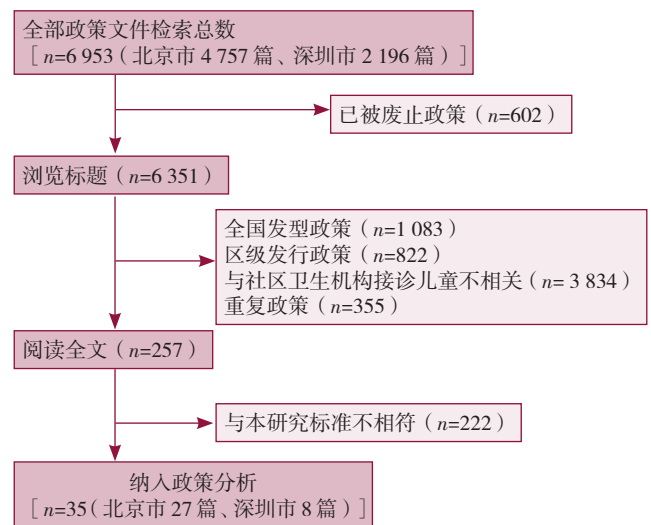 全部政策文件检索总数
［n=6 953（北京市 4 757 篇、深圳市 2 196 篇）］
已被废止政策（n=602）
浏览标题（n=6 351）
全国发型政策（n=1 083）
区级发行政策（n=822）
与社区卫生机构接诊儿童不相关（n= 3 834）
重复政策（n=355）
阅读全文（n=257）
与本研究标准不相符（n=222）
纳入政策分析
［n=35（北京市 27 篇、深圳市 8 篇）］